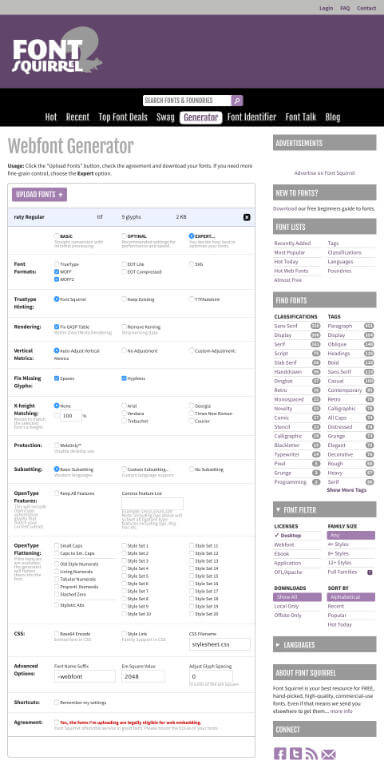 Login FAQ Contact
FONT
SQUIRREL
SEARCH FONTS & FOUNDRIES
Hot Recent Top Font Deals Swag Generator Font Identifier Font Talk Blog
Webfont Generator
Usage: Click the "Upload Fonts" button, check the agreement and download your fonts. If you need more
fine-grain control, choose the Expert option.
UPLOAD FONTS +
raty Regular ttf 9 glyphs 2 KB
BASIC OPTIMAL EXPERT...
Font Formats: TrueType EOT Lite SVG
WOFF EOT Compressed
WOFF2
Truetype Hinting: Font Squirrel Keep Existing TTFAutohint
Rendering: Fix GASP Table Remove Kerning
Vertical Metrics: Auto-Adjust Vertical Metrics No Adjustment Custom Adjustment:
Fix Missing Glyphs: Spaces Hyphens
X-height Matching: None Arial Georgia
100 % Verdana Times New Roman
Trebuchet Courier
Protection: WebOnly™
Subsetting: Basic Subsetting Custom Subsetting... No Subsetting
OpenType Features: Keep All Features Comma Feature List
OpenType Flattening: Small Caps Style Set 1 Style Set 11
Caps to Sm. Caps Style Set 2 Style Set 12
Old Style Numerals Style Set 3 Style Set 13
Lining Numerals Style Set 4 Style Set 14
Tabular Numerals Style Set 5 Style Set 15
Proport. Numerals Style Set 6 Style Set 16
Slashed Zero Style Set 7 Style Set 17
Stylistic Alts Style Set 8 Style Set 18
Style Set 9 Style Set 19
Style Set 10 Style Set 20
CSS: Base64 Encode Style Link CSS Filename
stylesheet.css
Advanced Options: Font Name Suffix Em Square Value Adjust Glyph Spacing
-webfont 2048 0
Shortcuts: Remember my settings
Agreement: Yes, the fonts I'm uploading are legally eligible for web embedding.
ADVERTISEMENTS
Advertise on Font Squirrel
NEW TO FONTS?
Download our free beginners guide to fonts.
FONT LISTS
Recently Added Tags
Most Popular Classifications
Hot Today Languages
Hot Web Fonts Foundries
Almost Free
FIND FONTS
CLASSIFICATIONS TAGS
Sans Serif Paragraph
Display Display
Serif Oblique
Script Headings
Slab Serif Bold
Handdrawn Sans Serif
Dingbat Casual
Retro Contemporary
Monospaced Retro
Novelty Calligraphic
Comic All Caps
Stencil Distressed
Calligraphic Grunge
Blackletter Elegant
Typewriter Decorative
Pixel Rough
Grunge Heavy
Programming Serif
Show More Tags
FONT FILTER
LICENSES FAMILY SIZE
✓ Desktop Any
Webfont 4+ Styles
Ebook 8+ Styles
Application 12+ Styles
OFL/Apache Full Families
DOWNLOADS SORT BY
Show All Alphabetical
Local Only Recent
Offsite Only Popular
Hot Today
LANGUAGES
ABOUT FONT SQUIRREL
Font Squirrel is your best resource for FREE,
hand-picked, high-quality, commercial-use
fonts. Even if that means we send you
elsewhere to get them... more info
CONNECT